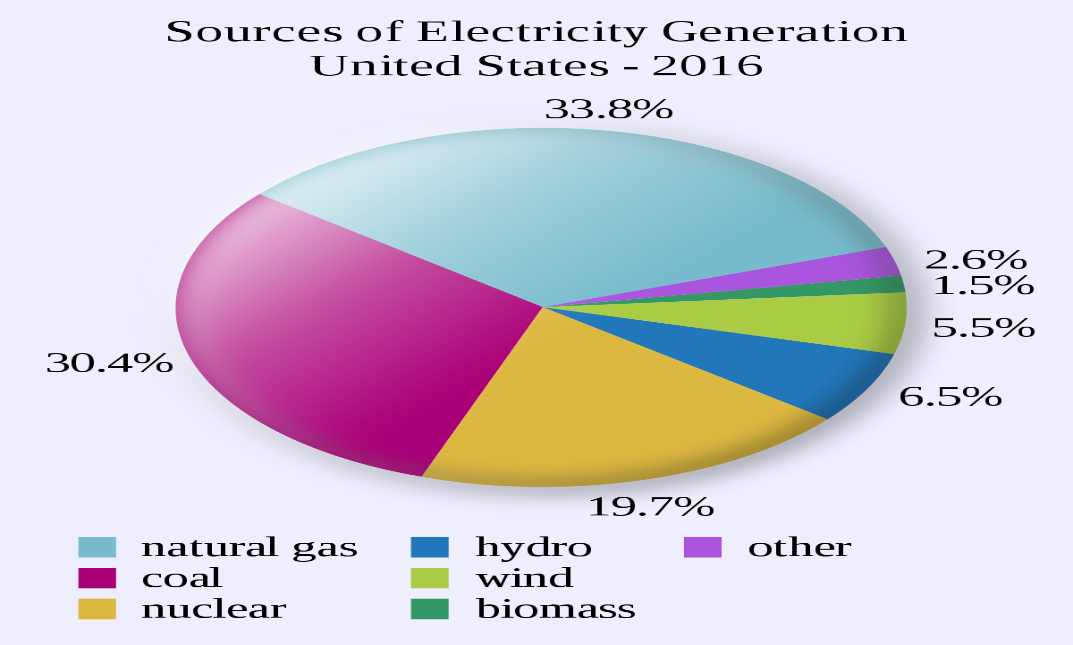 Sources of Electricity Generation
United States - 2016
33.8%
2.6%
1.5%
5.5%
30.4%
6.5%
19.7%
natural gas
coal
nuclear
hydro
wind
biomass
other